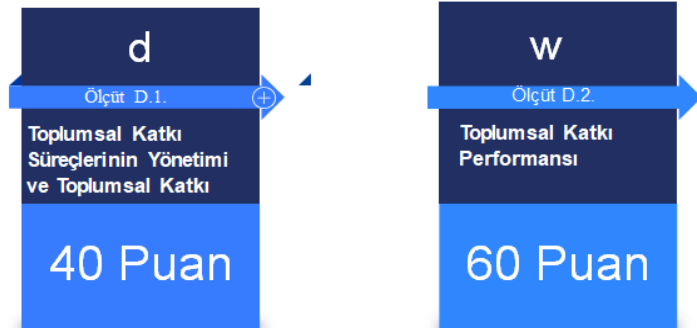 d
Ölçüt D.1.
Toplumsal Katkı
Süreçlerinin Yönetimi
ve Toplumsal Katkı
40 Puan
w
Ölçüt D.2.
Toplumsal Katkı
Performansı
60 Puan